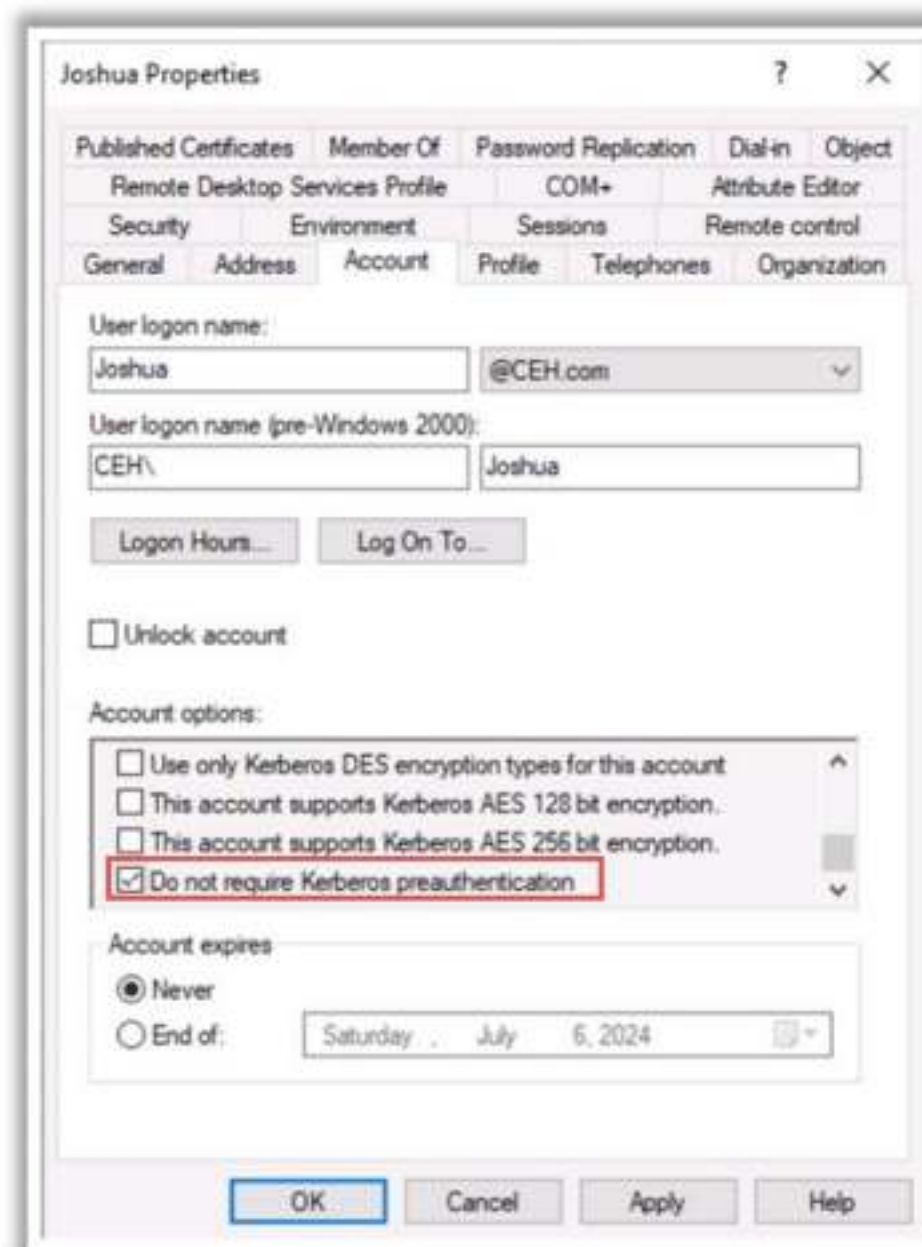 Joshua Properties ? X
Published Certificates Member Of Password Replication Dial-in Object
Remote Desktop Services Profile COM+ Attribute Editor
Security Environment Sessions Remote control
General Address Account Profile Telephones Organization
User logon name:
Joshua @CEH.com
User logon name (pre-Windows 2000):
CEH\ Joshua
Logon Hours... Log On To...
Unlock account
Account options:
Use only Kerberos DES encryption types for this account
This account supports Kerberos AES 128 bit encryption.
This account supports Kerberos AES 256 bit encryption.
Do not require Kerberos preauthentication
Account expires
Never
End of: Saturday , July 6, 2024
OK Cancel Apply Help